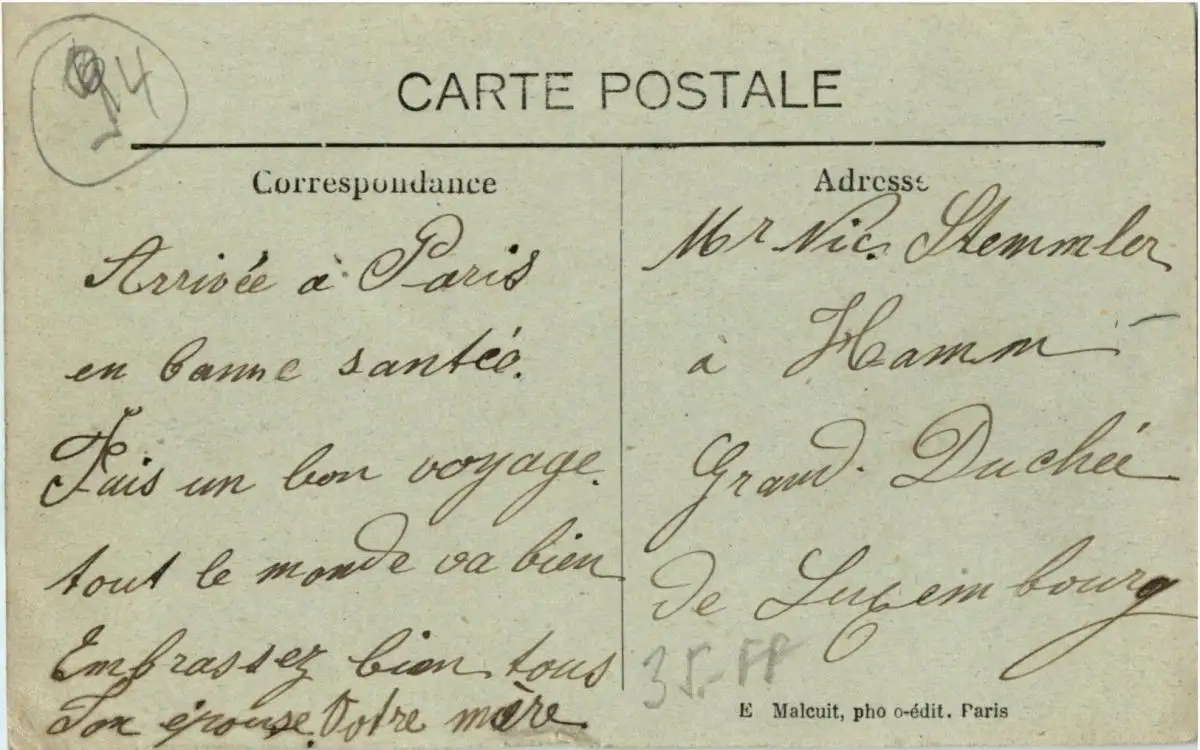 94
CARTE POSTALE
Correspondance
Arrivée à Paris
en bonne santée.
Fais un bon voyage.
tout le monde va bien
Embrassez bien tous
Ton épouse. Votre mère.
Adresse
Mr Nic. Stemmler
à Hamm
Grand. Duchée
de Luxembourg
35.-FF
E Malcuit, pho o-édit. Paris